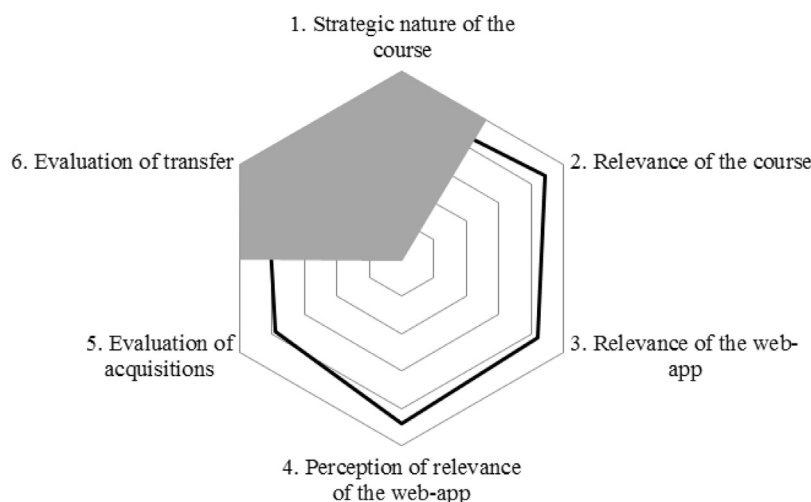 1. Strategic nature of the
course
6. Evaluation of transfer
2. Relevance of the course
5. Evaluation of
acquisitions
3. Relevance of the web-
app
4. Perception of relevance
of the web-app